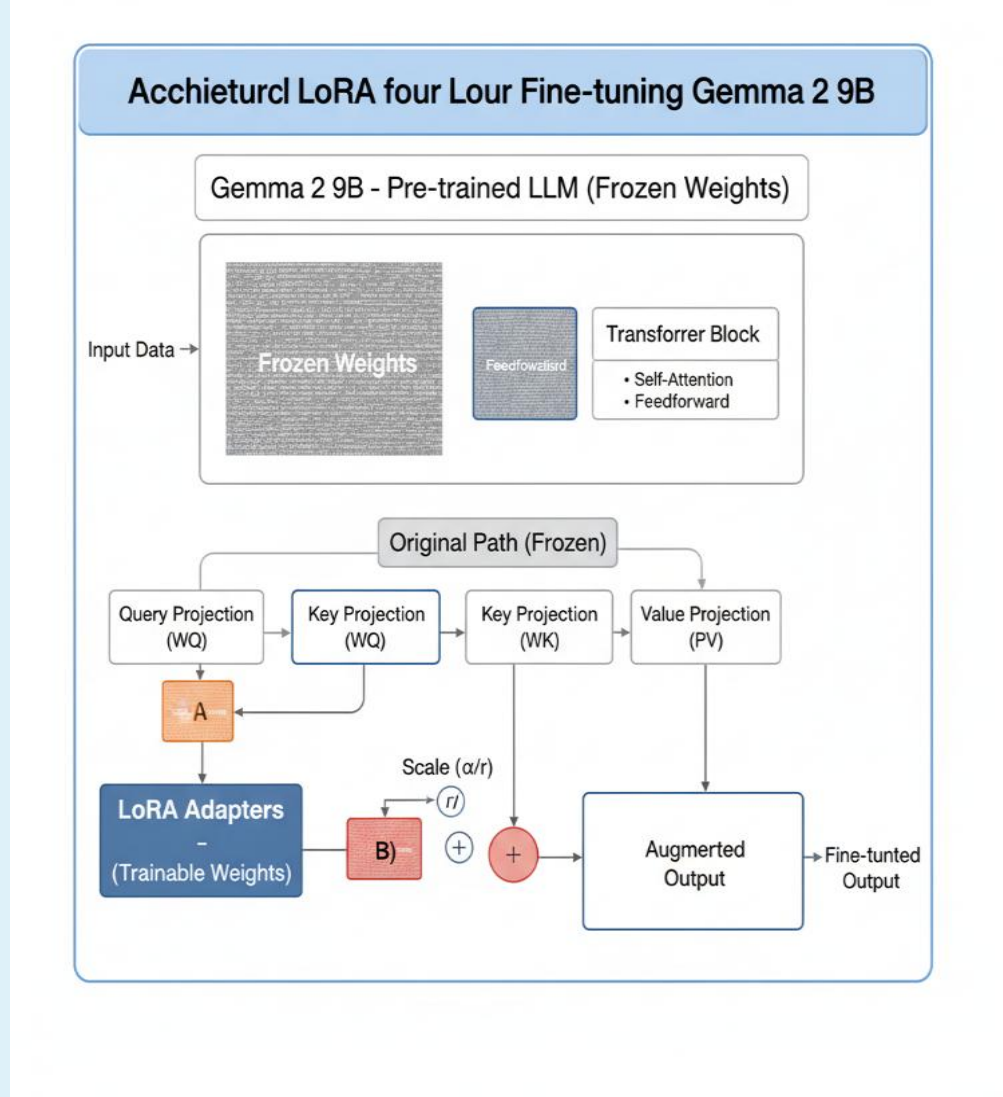 Acchieturcl LoRA four Lour Fine-tuning Gemma 2 9B
Gemma 2 9B - Pre-trained LLM (Frozen Weights)
Input Data
Frozen Weights
Feedfowalisrd
Transforrer Block
• Self-Attention
• Feedforward
Original Path (Frozen)
Query Projection
(WQ)
Key Projection
(WQ)
Key Projection
(WK)
Value Projection
(PV)
A
Scale (α/r)
r/
LoRA Adapters
–
(Trainable Weights)
B)
+
+
Augmerted
Output
Fine-tunted
Output